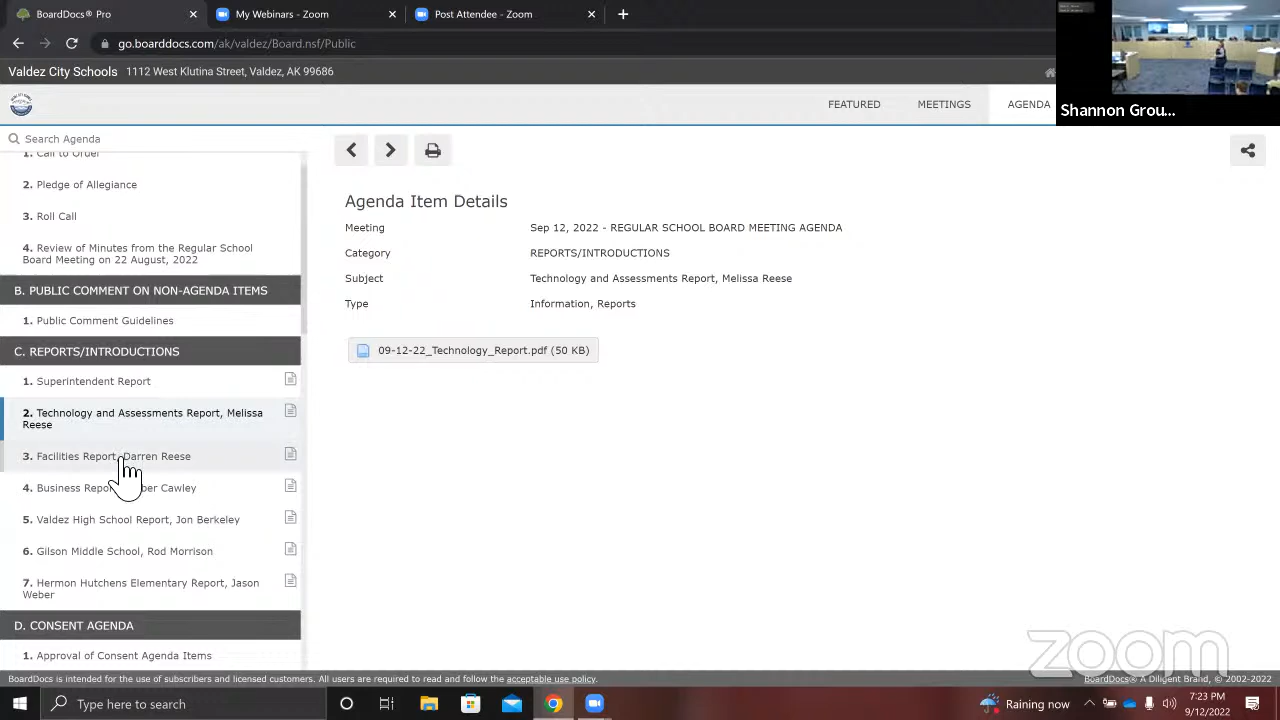 BoardDocs® Pro
My Webinars - Zoom
Post Atten
go.boarddocs.com/ak/valdez/Board.nsf/Public
Valdez City Schools 1112 West Klutina Street, Valdez, AK 99686
Shannon Grou...
FEATURED
MEETINGS
AGENDA
Search Agenda
1. Call to Order
2. Pledge of Allegiance
3. Roll Call
4. Review of Minutes from the Regular School
Board Meeting on 22 August, 2022
B. PUBLIC COMMENT ON NON-AGENDA ITEMS
1. Public Comment Guidelines
C. REPORTS/INTRODUCTIONS
1. Superintendent Report
2. Technology and Assessments Report, Melissa
Reese
3. Facilities Report, Darren Reese
4. Business Repor ber Cawley
5. Valdez High School Report, Jon Berkeley
6. Gilson Middle School, Rod Morrison
7. Hermon Hutchens Elementary Report, Jason
Weber
D. CONSENT AGENDA
1. Approval of Consent Agenda Items
Agenda Item Details
Meeting Sep 12, 2022 - REGULAR SCHOOL BOARD MEETING AGENDA
Category REPORTS/INTRODUCTIONS
Subject Technology and Assessments Report, Melissa Reese
Type Information, Reports
09-12-22_Technology_Report.pdf (50 KB)
zoom
BoardDocs is intended for the use of subscribers and licensed customers. All users are required to read and follow the acceptable use policy.
BoardDocs® A Diligent Brand, © 2002-2022
Type here to search
Raining now
7:23 PM
9/12/2022